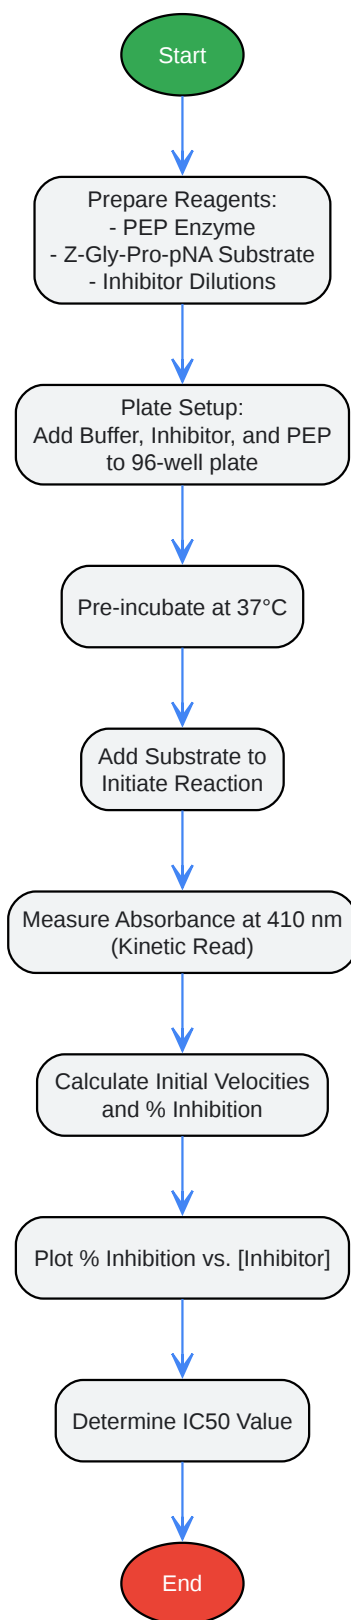 Start
Prepare Reagents:
- PEP Enzyme
- Z-Gly-Pro-pNA Substrate
- Inhibitor Dilutions
Plate Setup:
Add Buffer, Inhibitor, and PEP
to 96-well plate
Pre-incubate at 37°C
Add Substrate to
Initiate Reaction
Measure Absorbance at 410 nm
(Kinetic Read)
Calculate Initial Velocities
and % Inhibition
Plot % Inhibition vs. [Inhibitor]
Determine IC50 Value
End